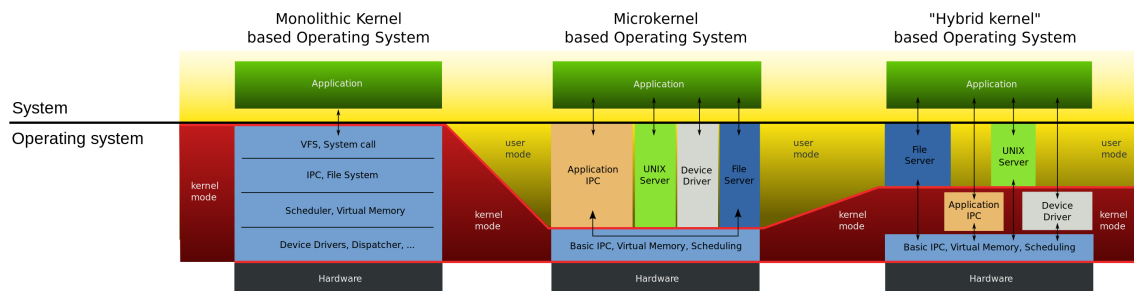 Monolithic Kernel
based Operating System
Microkernel
based Operating System
"Hybrid kernel"
based Operating System
System
Operating system
Application
VFS, System call
IPC, File System
Scheduler, Virtual Memory
Device Drivers, Dispatcher, ...
Hardware
kernel
mode
kernel
mode
user
mode
Application
Application
IPC
UNIX
Server
Device
Driver
File
Server
Basic IPC, Virtual Memory, Scheduling
Hardware
user
mode
kernel
mode
Application
File
Server
UNIX
Server
Application
IPC
Device
Driver
Basic IPC, Virtual Memory, Scheduling
Hardware
user
mode
kernel
mode